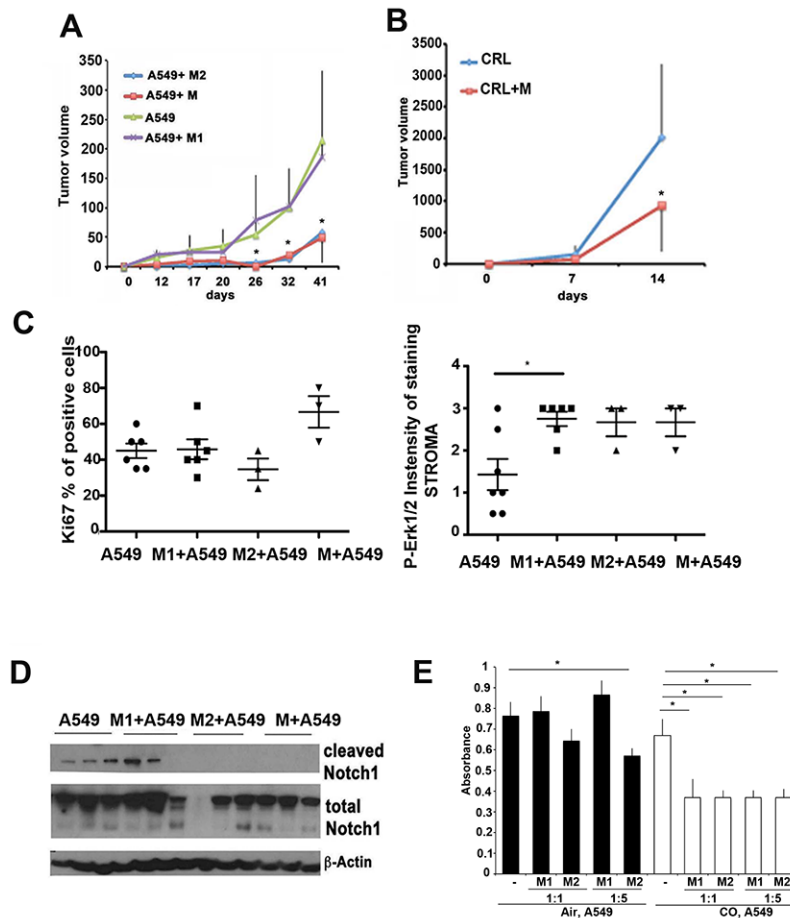 A
350
300
250
200
150
100
50
0
Tumor volume
A549+ M2
A549+ M
A549
A549+ M1
*
*
*
0 12 17 20 26 32 41
days
B
3500
3000
2500
2000
1500
1000
500
0
Tumor volume
CRL
CRL+M
*
0 7 14
days
C
100
80
60
40
20
0
Ki67 % of positive cells
A549 M1+A549 M2+A549 M+A549
4
3
2
1
0
P-Erk1/2 Instensity of staining
STROMA
*
A549 M1+A549 M2+A549 M+A549
D
A549 M1+A549 M2+A549 M+A549
cleaved
Notch1
total
Notch1
β-Actin
E
1
0.9
0.8
0.7
0.6
0.5
0.4
0.3
0.2
0.1
0
Absorbance
*
*
*
*
*
- M1 M2 M1 M2 - M1 M2 M1 M2
1:1 1:5 1:1 1:5
Air, A549 CO, A549